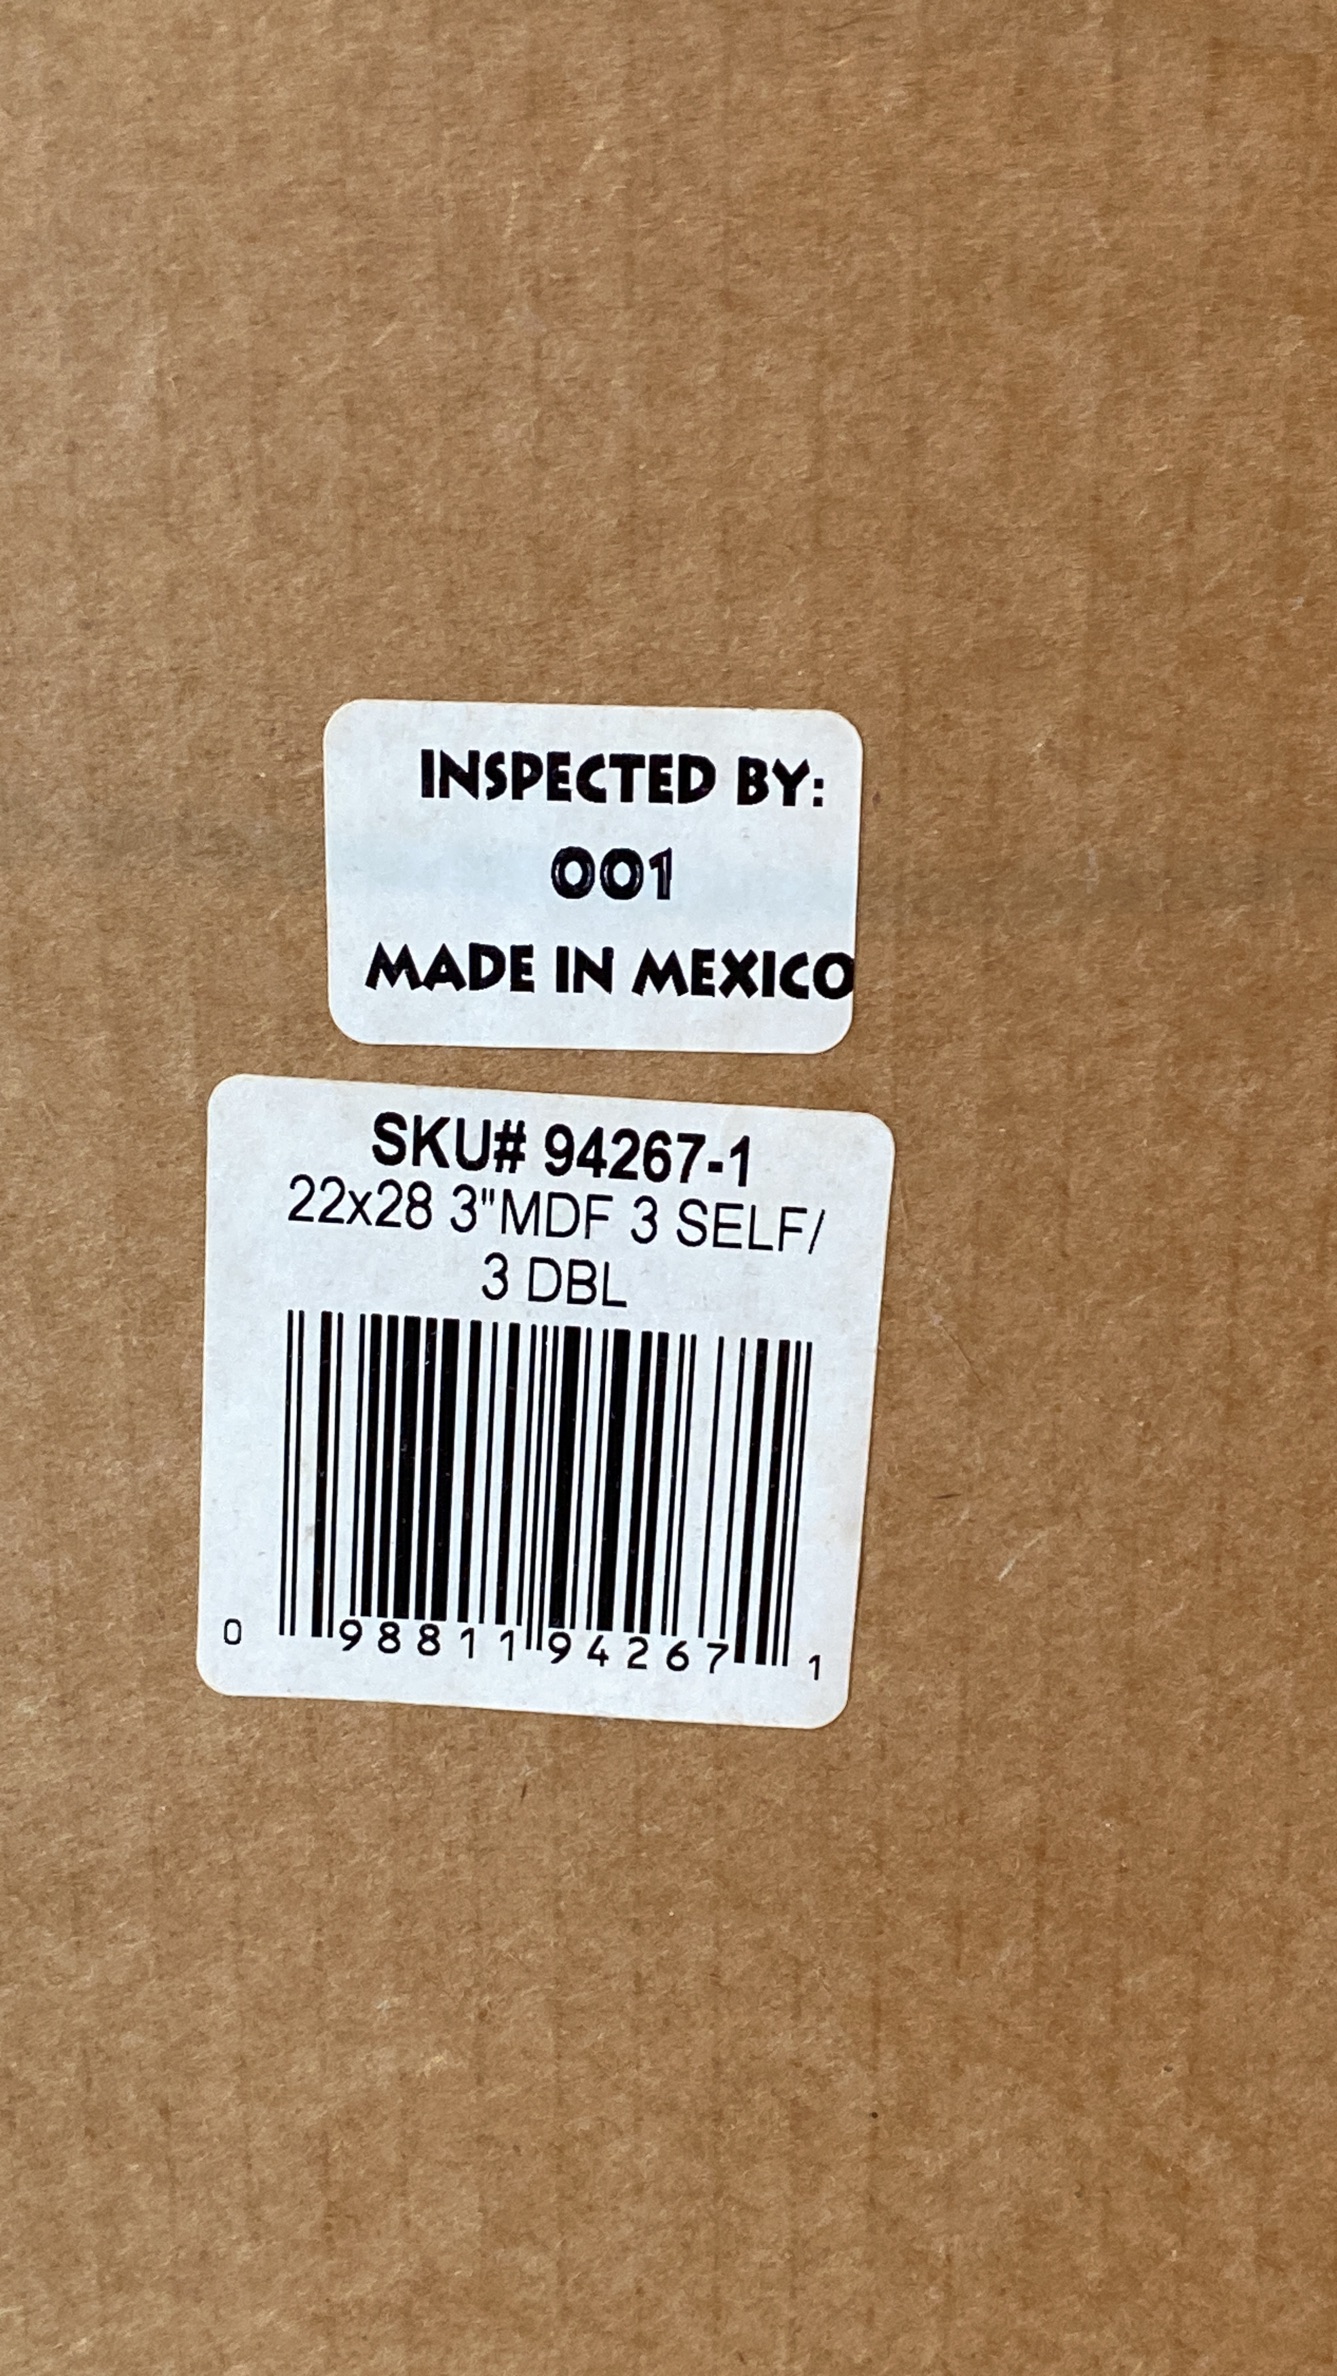 INSPECTED BY:
001
MADE IN MEXICO
SKU# 94267-1
22x28 3"MDF 3 SELF/
3 DBL
0 98811 94267 1